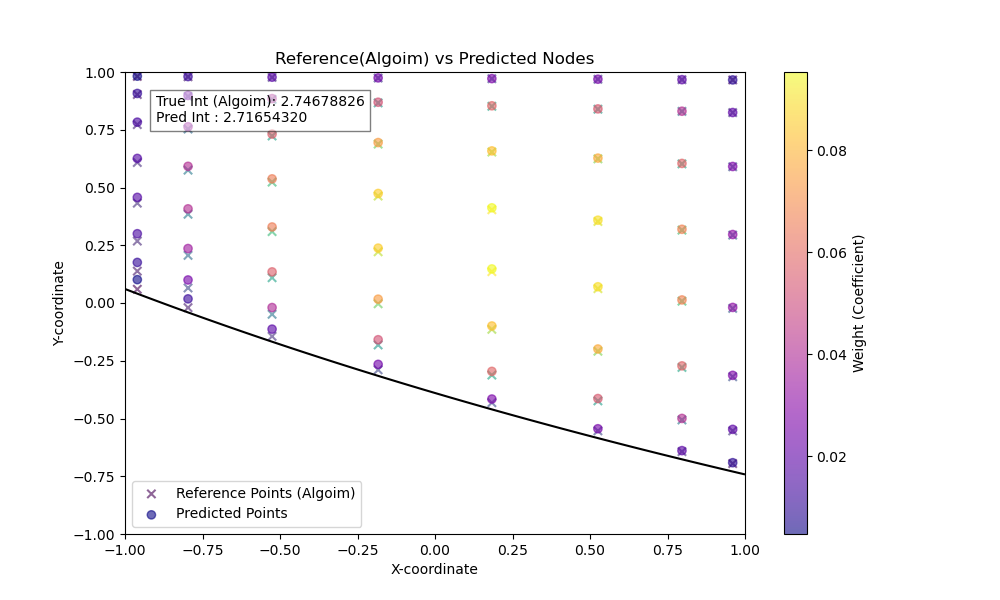 Reference(Algoim) vs Predicted Nodes
True Int (Algoim): 2.74678826
Pred Int : 2.71654320
1.00
0.75
0.50
0.25
0.00
−0.25
−0.50
−0.75
−1.00
Y-coordinate
Reference Points (Algoim)
Predicted Points
−1.00 −0.75 −0.50 −0.25 0.00 0.25 0.50 0.75 1.00
X-coordinate
0.08
0.06
0.04
0.02
Weight (Coefficient)